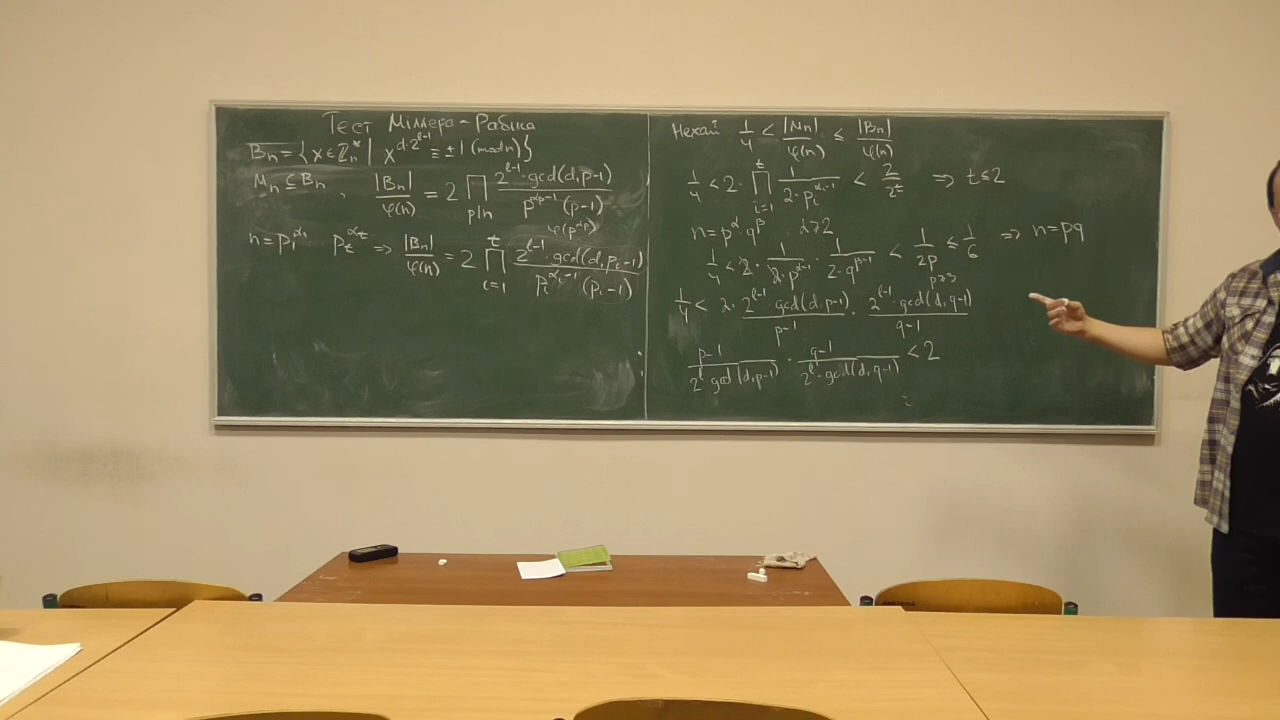 Тест Міллера-Рабіна
Bₙ = { x ∈ ℤₙ* | x^{d·2^{l-1}} ≡ ±1 (mod n) }
Mₙ ⊆ Bₙ , |Bₙ|/φ(n) = 2 ∏_{p|n} 2^{l-1}·gcd(d,p-1) / p^{αp-1}(p-1)
φ(p^{αp})
n = p₁^{α₁} pₜ^{αₜ} ⇒ |Bₙ|/φ(n) = 2 ∏_{i=1}^{t} 2^{l-1}·gcd(d,pᵢ-1) / pᵢ^{αᵢ-1}(pᵢ-1)
Нехай 1/4 < |Mₙ|/φ(n) ≤ |Bₙ|/φ(n)
1/4 < 2· ∏_{i=1}^{t} 1/(2·pᵢ^{αᵢ-1}) < 2/2^t ⇒ t ≤ 2
n = p^α·q^β α ≥ 2
1/4 < 2· 1/(2·p^{α-1}) · 1/(2·q^{β-1}) < 1/(2p) ≤ 1/6 ⇒ n = pq
p ≥ 3
1/4 < 2· 2^{l-1}·gcd(d,p-1)/(p-1) · 2^{l-1}·gcd(d,q-1)/(q-1)
(p-1)/(2^l·gcd(d,p-1)) · (q-1)/(2^l·gcd(d,q-1)) < 2